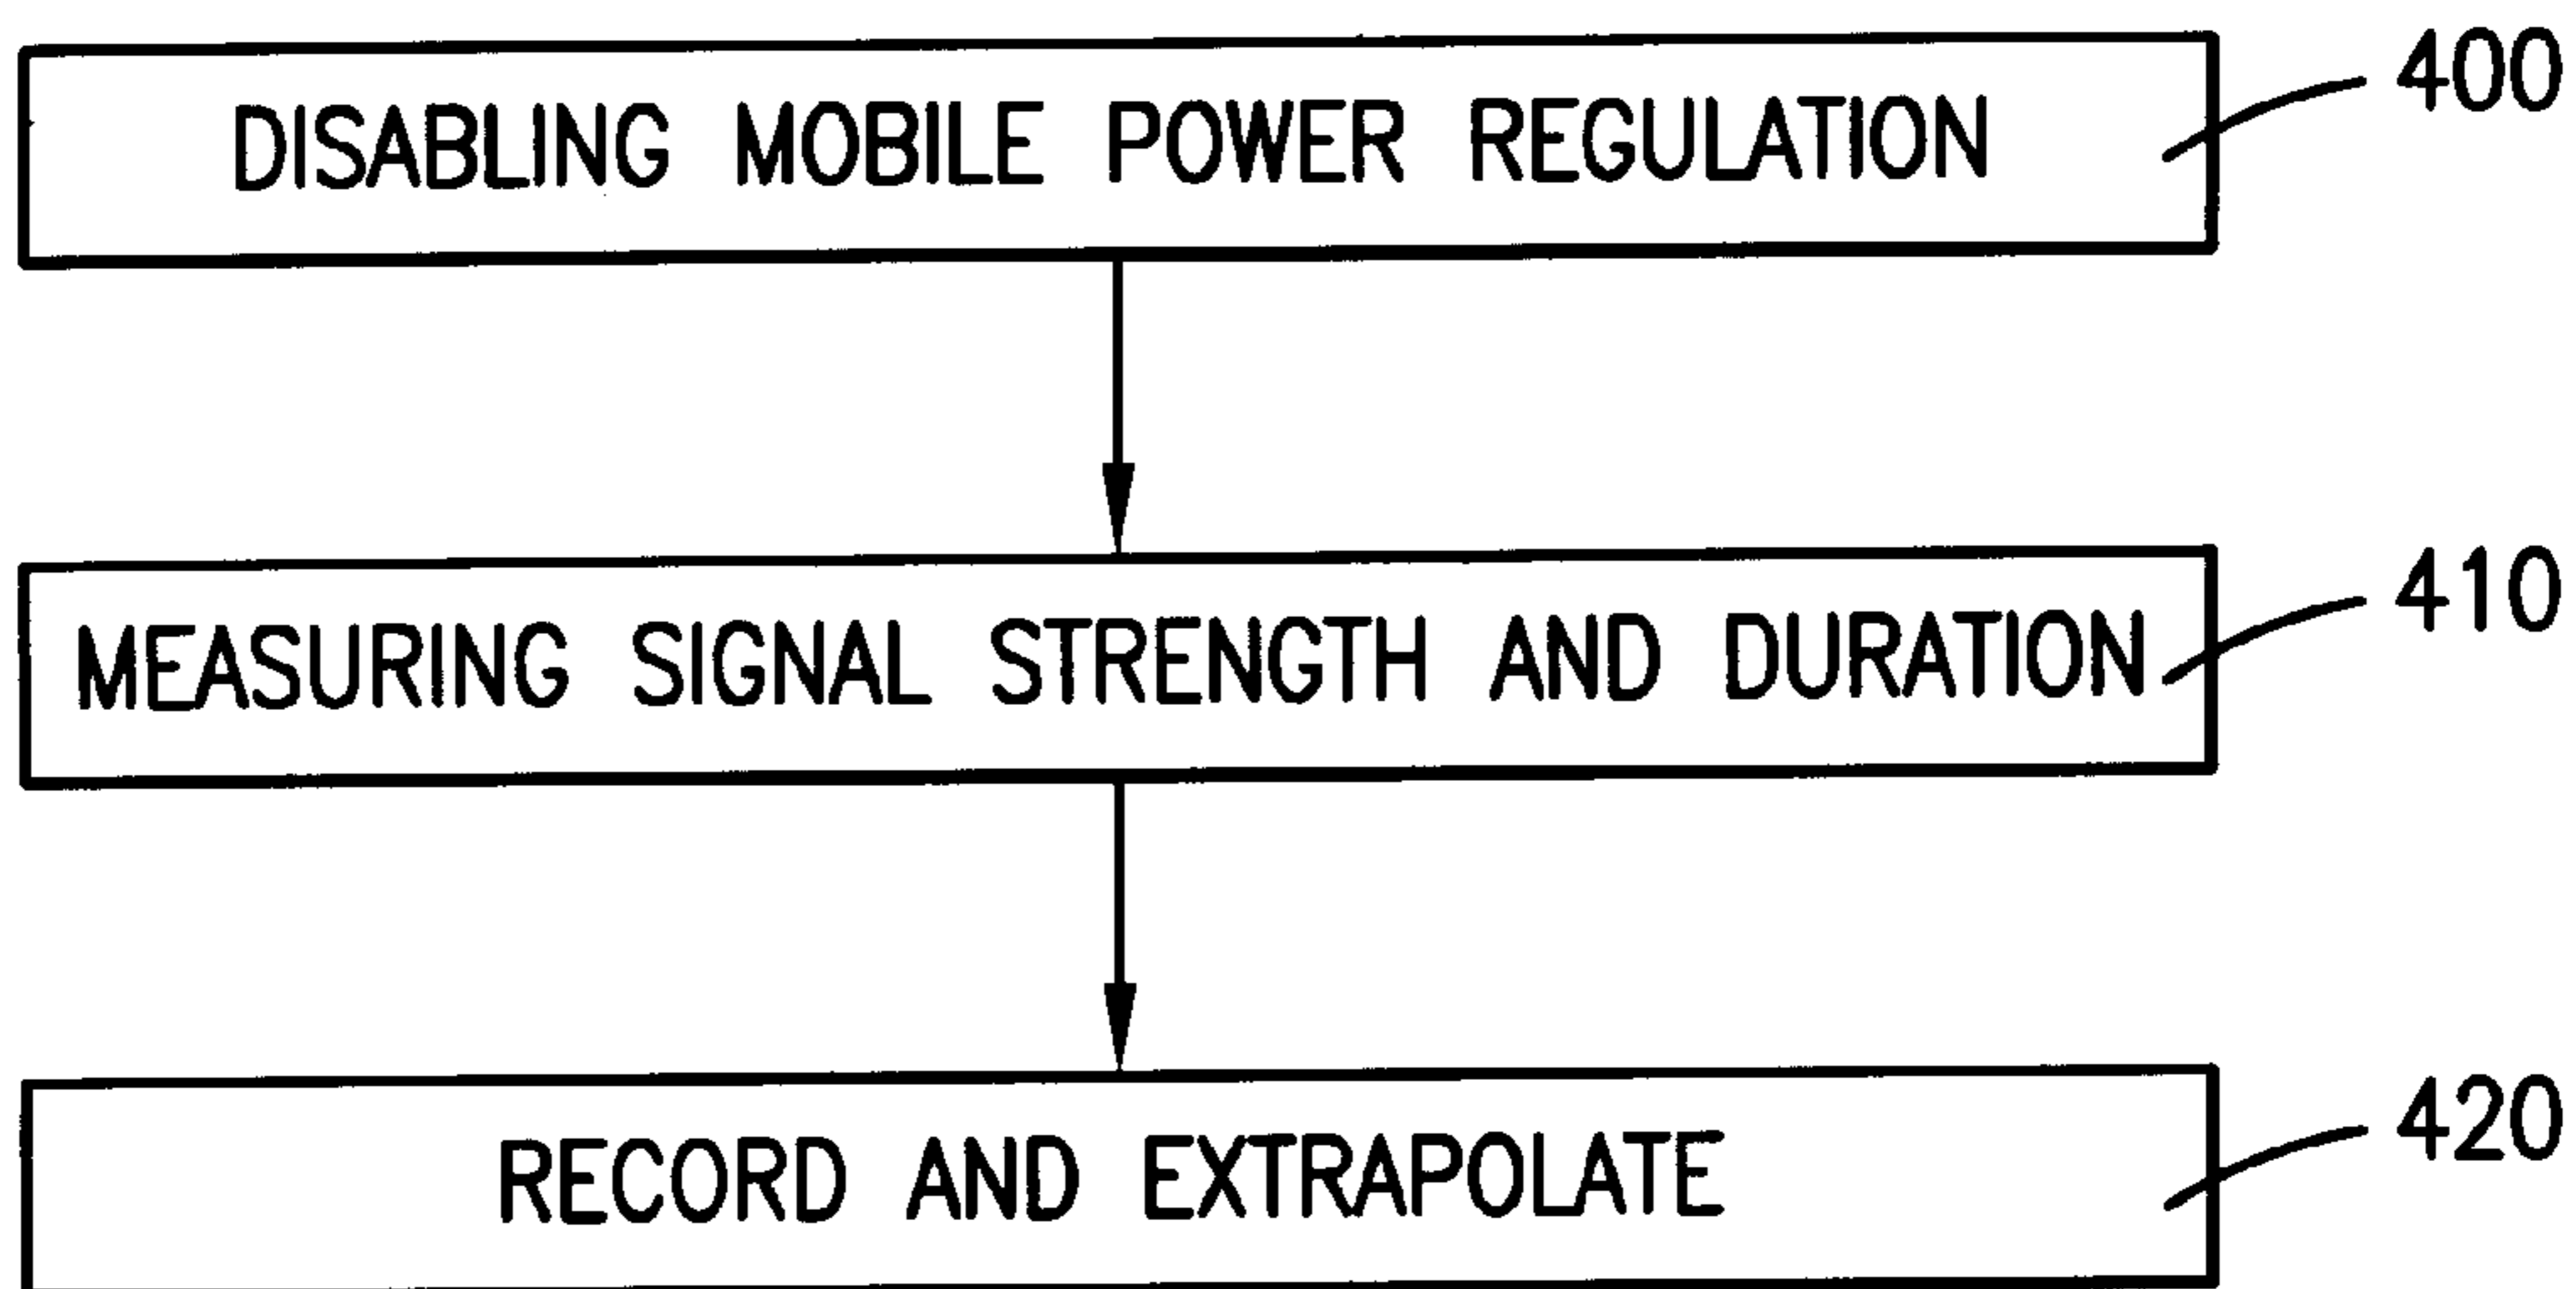 DISABLING MOBILE POWER REGULATION 400
MEASURING SIGNAL STRENGTH AND DURATION 410
RECORD AND EXTRAPOLATE 420